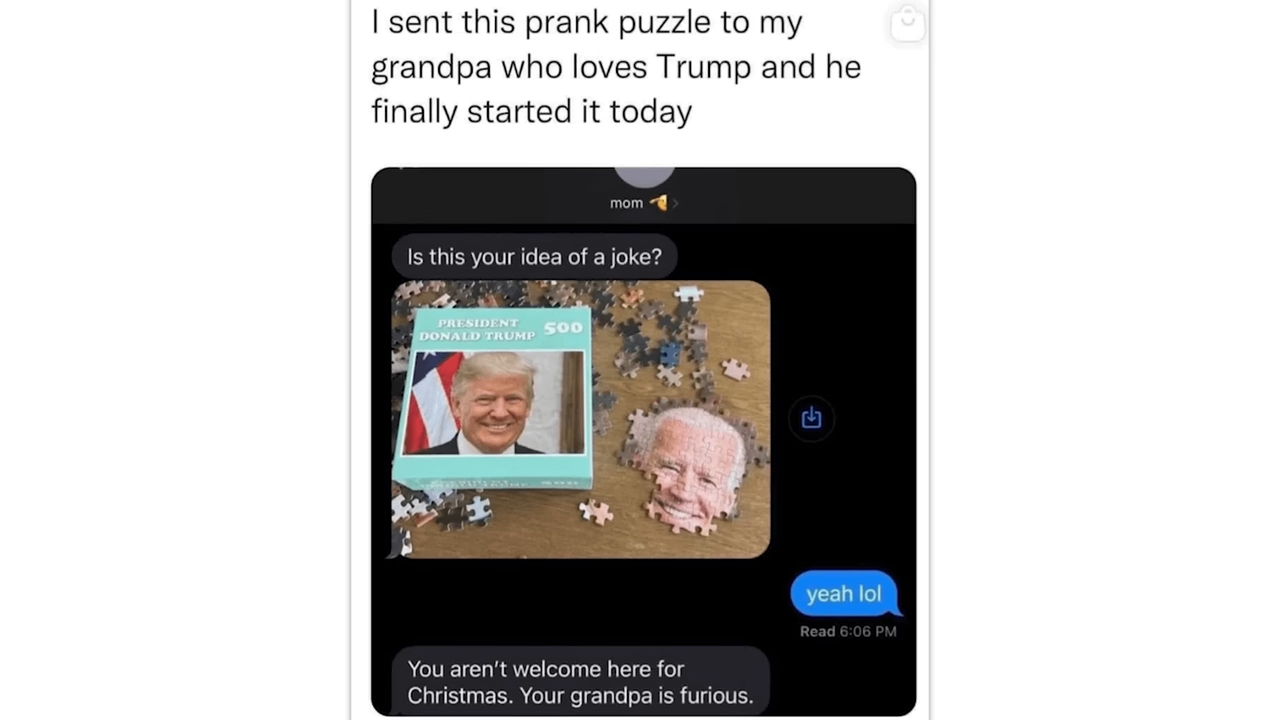 I sent this prank puzzle to my
grandpa who loves Trump and he
finally started it today
mom
Is this your idea of a joke?
PRESIDENT
DONALD TRUMP 500
yeah lol
Read 6:06 PM
You aren’t welcome here for
Christmas. Your grandpa is furious.